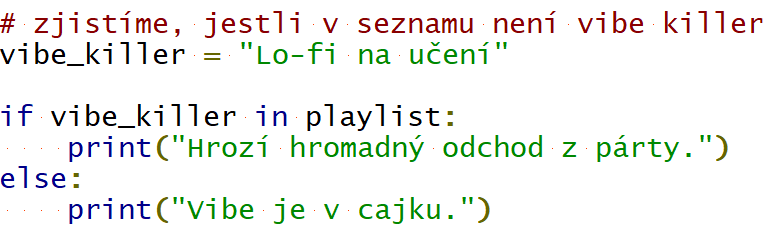 # zjistíme, jestli v seznamu není vibe killer
vibe_killer = "Lo-fi na učení"

if vibe_killer in playlist:
    print("Hrozí hromadný odchod z párty.")
else:
    print("Vibe je v cajku.")